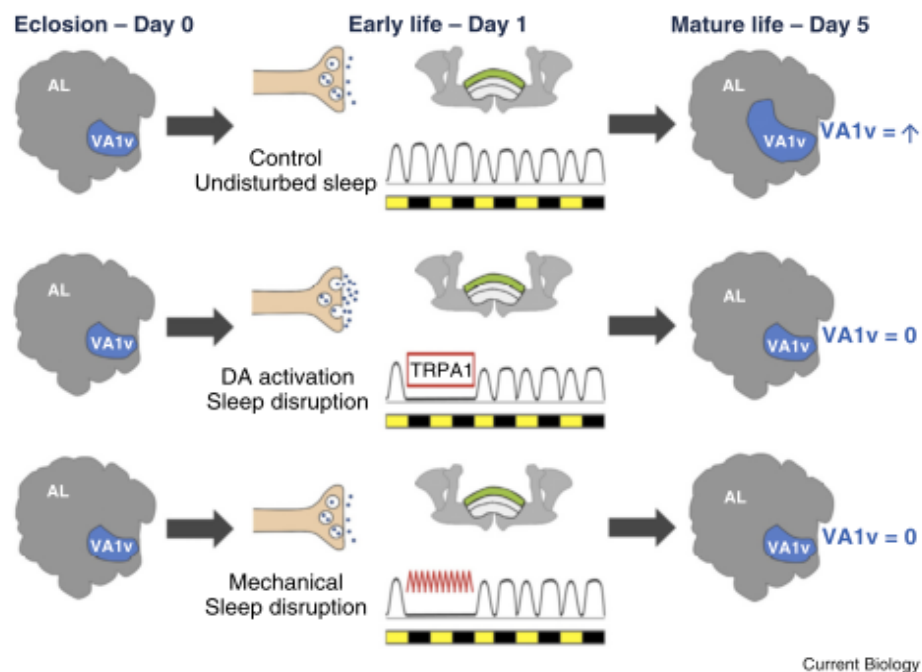 Eclosion – Day 0
Early life – Day 1
Mature life – Day 5
AL
VA1v
Control
Undisturbed sleep
AL
VA1v
VA1v = ↑
AL
VA1v
DA activation
Sleep disruption
TRPA1
AL
VA1v
VA1v = 0
AL
VA1v
Mechanical
Sleep disruption
AL
VA1v
VA1v = 0
Current Biology